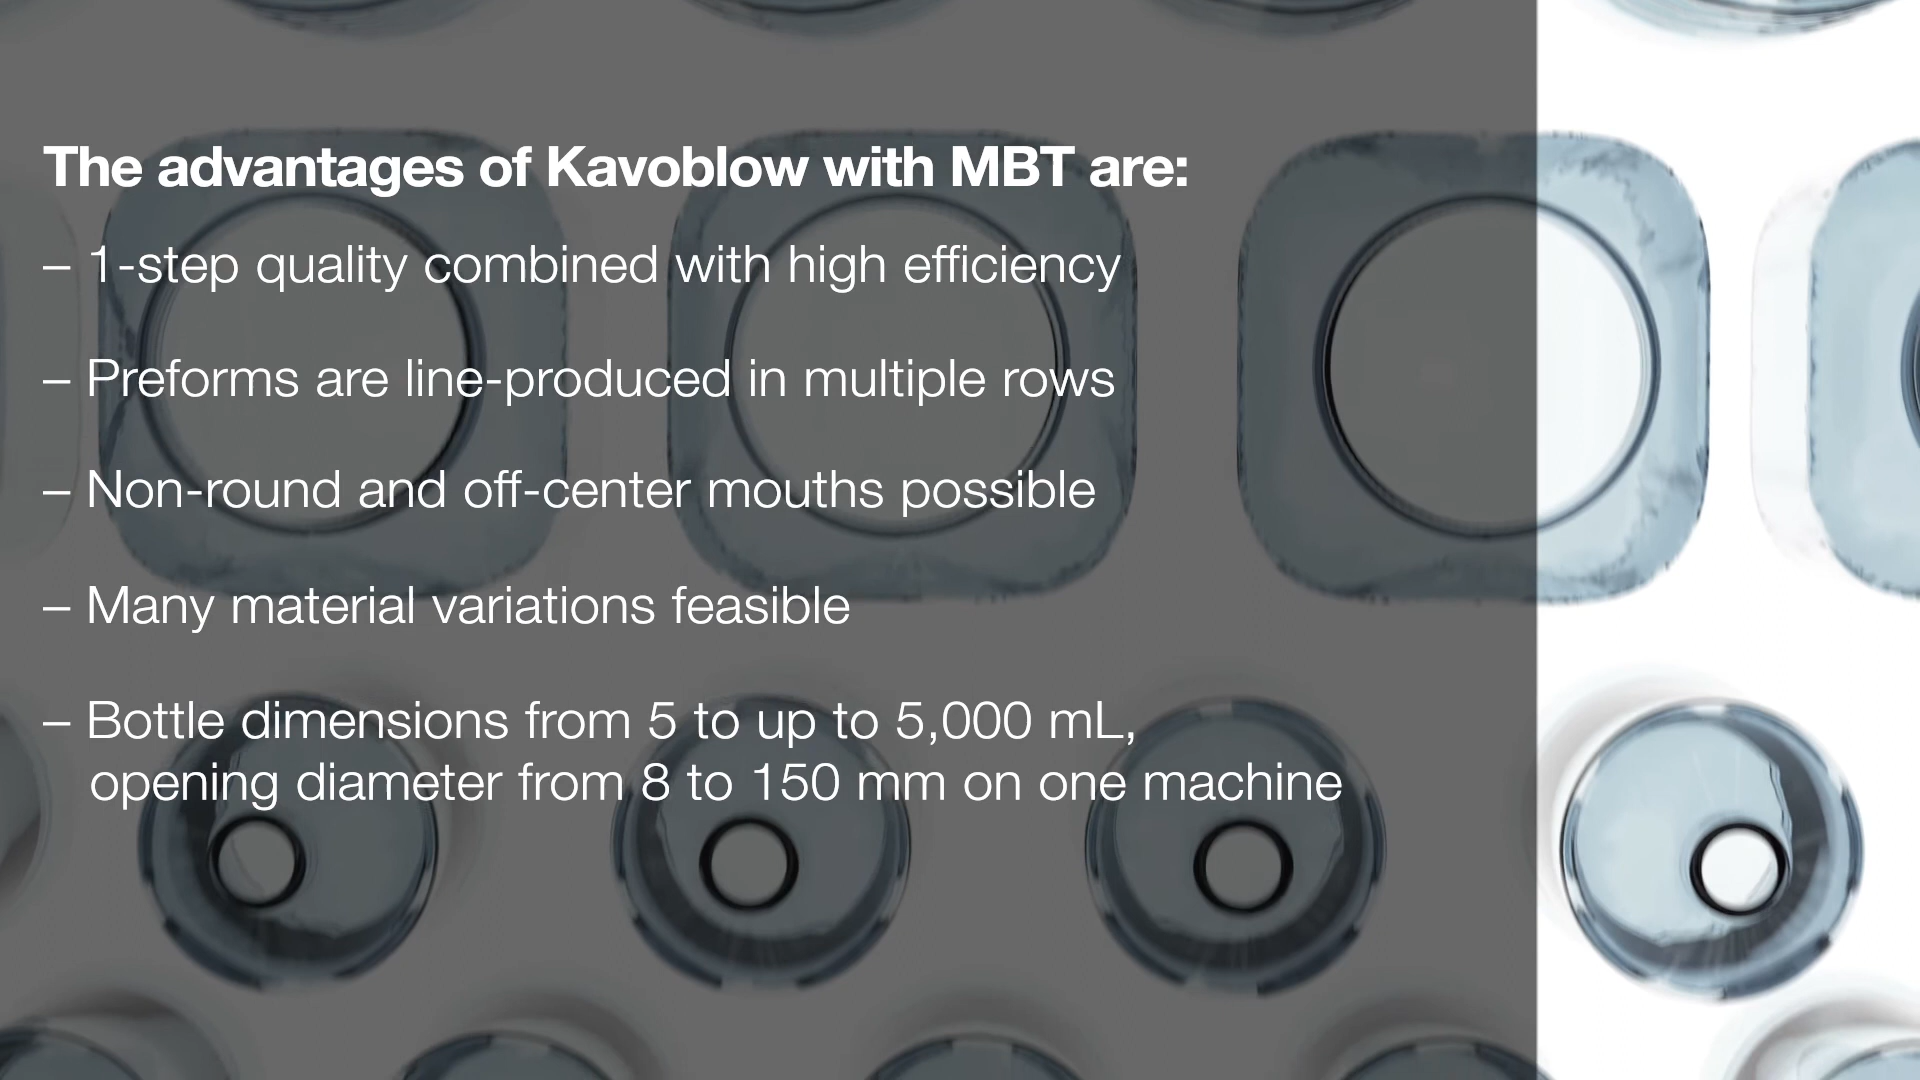 The advantages of Kavoblow with MBT are:
– 1-step quality combined with high efficiency
– Preforms are line-produced in multiple rows
– Non-round and off-center mouths possible
– Many material variations feasible
– Bottle dimensions from 5 to up to 5,000 mL,
opening diameter from 8 to 150 mm on one machine